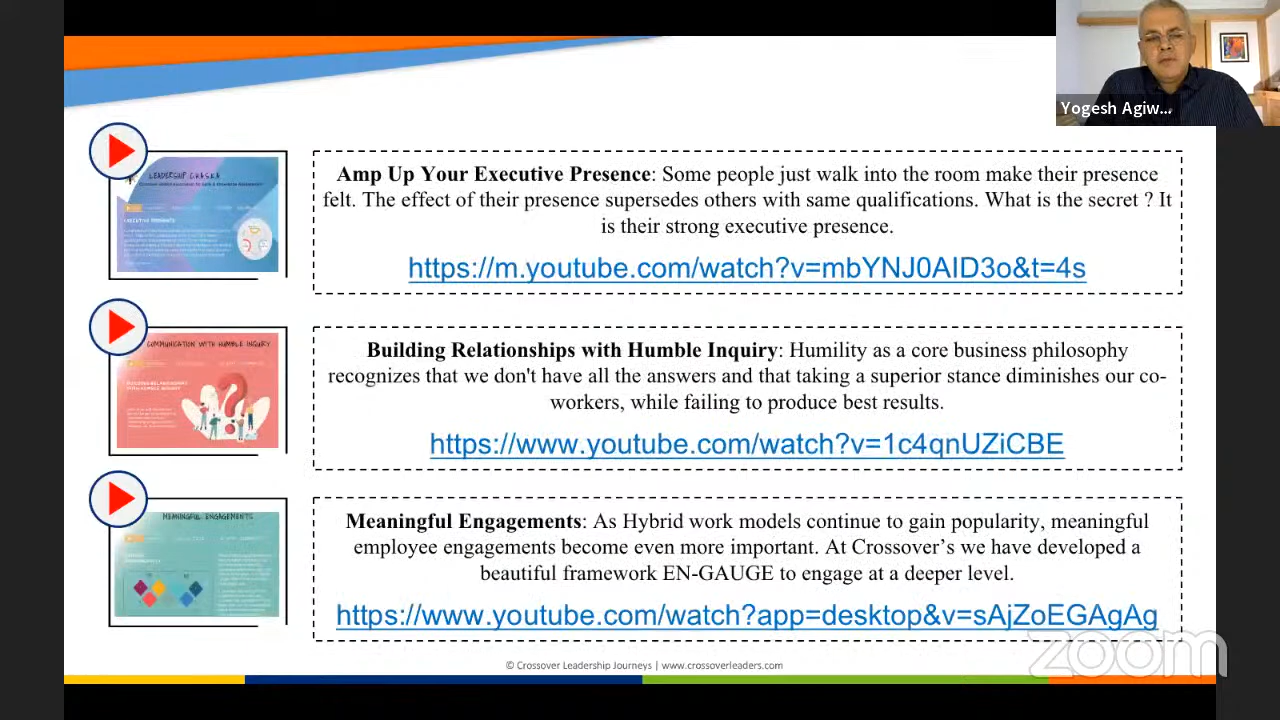 Yogesh Agiw...
LEADERSHIP CHASKA
Amp Up Your Executive Presence: Some people just walk into the room make their presence
felt. The effect of their presence supersedes others with same qualifications. What is the secret ? It
is their strong executive presence.
https://m.youtube.com/watch?v=mbYNJ0AID3o&t=4s
COMMUNICATION WITH HUMBLE INQUIRY
BUILDING RELATIONSHIPS
WITH HUMBLE INQUIRY
Building Relationships with Humble Inquiry: Humility as a core business philosophy
recognizes that we don't have all the answers and that taking a superior stance diminishes our co-
workers, while failing to produce best results.
https://www.youtube.com/watch?v=1c4qnUZiCBE
MEANINGFUL ENGAGEMENTS
Meaningful Engagements: As Hybrid work models continue to gain popularity, meaningful
employee engagements become even more important. At Crossover’s we have developed a
beautiful framework EN-GAUGE to engage at a deeper level.
https://www.youtube.com/watch?app=desktop&v=sAjZoEGAgAg
© Crossover Leadership Journeys | www.crossoverleaders.com
zoom